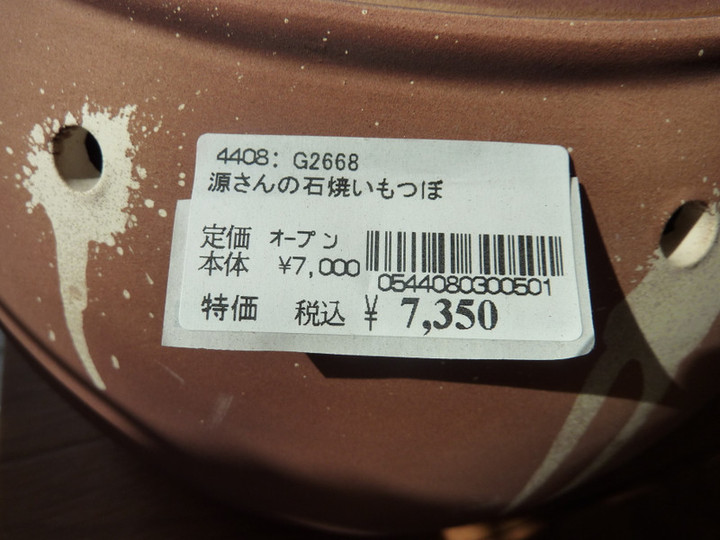 4408: G2668
源さんの石焼いもつぼ
定価 オープン
本体 ¥7,000
0544080300501
特価 税込 ¥ 7,350